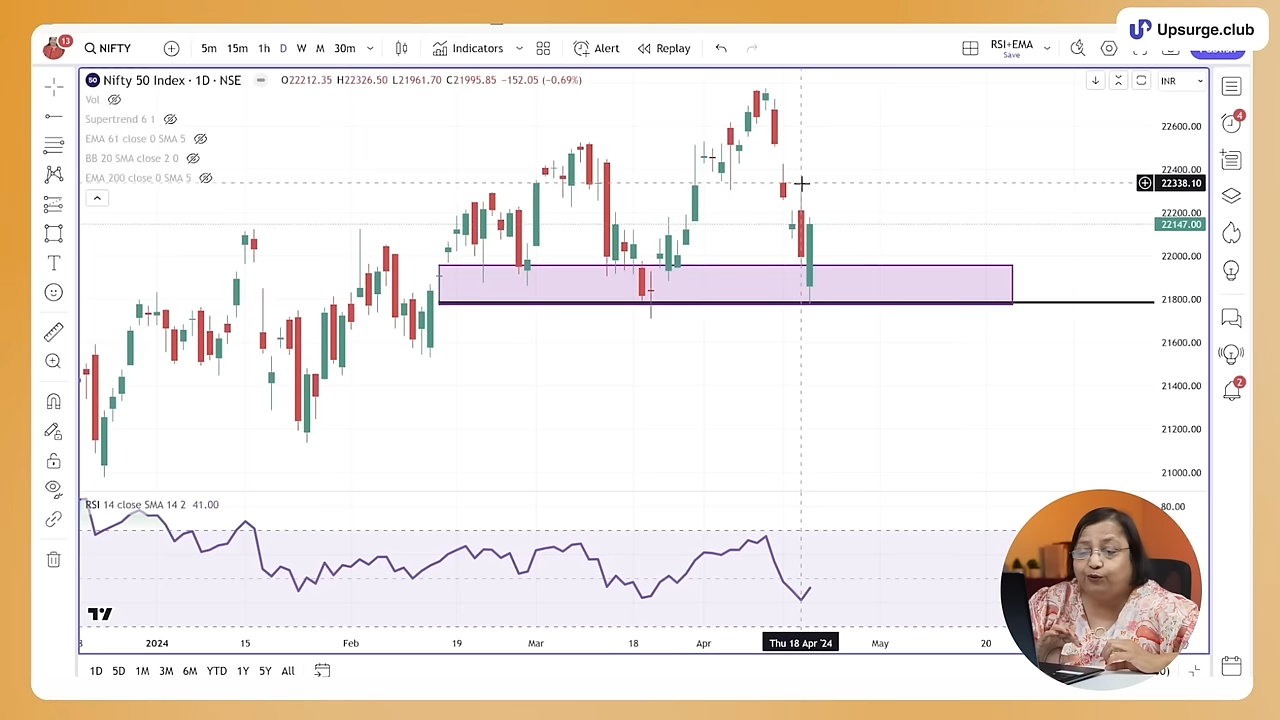 Upsurge.club
13
NIFTY
5m 15m 1h D W M 30m
Indicators
Alert
Replay
RSI+EMA
Save
50 Nifty 50 Index · 1D · NSE
O22212.35 H22326.50 L21961.70 C21995.85 -152.05 (-0.69%)
INR
Vol
Supertrend 6 1
EMA 61 close 0 SMA 5
BB 20 SMA close 2 0
EMA 200 close 0 SMA 5
22600.00
22400.00
22338.10
22200.00
22147.00
22000.00
21800.00
21600.00
21400.00
21200.00
21000.00
4
2
T
RSI 14 close SMA 14 2 41.00
80.00
2024 15 Feb 19 Mar 18 Apr Thu 18 Apr '24 May 20
1D 5D 1M 3M 6M YTD 1Y 5Y All